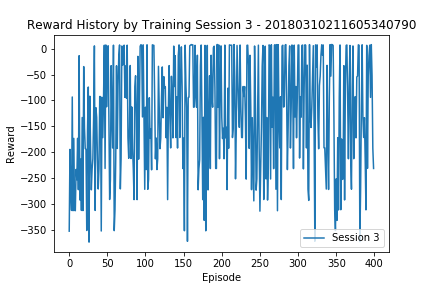 Reward History by Training Session 3 - 20180310211605340790
0
−50
−100
−150
−200
−250
−300
−350
Reward
0 50 100 150 200 250 300 350 400
Episode
Session 3